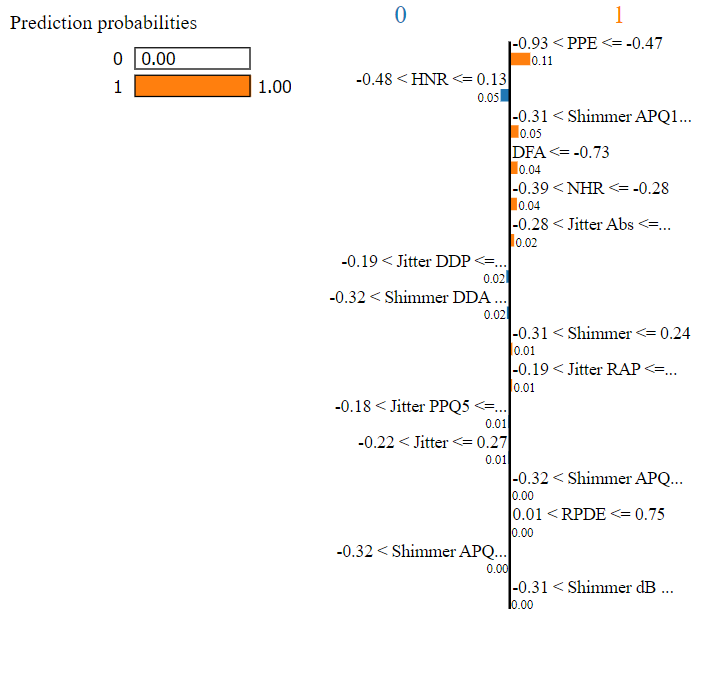 Prediction probabilities
0 0.00
1 1.00
0 1
-0.93 < PPE <= -0.47
0.11
-0.48 < HNR <= 0.13
0.05
-0.31 < Shimmer APQ1...
0.05
DFA <= -0.73
0.04
-0.39 < NHR <= -0.28
0.04
-0.28 < Jitter Abs <=...
0.02
-0.19 < Jitter DDP <=...
0.02
-0.32 < Shimmer DDA ...
0.02
-0.31 < Shimmer <= 0.24
0.01
-0.19 < Jitter RAP <=...
0.01
-0.18 < Jitter PPQ5 <=...
0.01
-0.22 < Jitter <= 0.27
0.01
-0.32 < Shimmer APQ...
0.00
0.01 < RPDE <= 0.75
0.00
-0.32 < Shimmer APQ...
0.00
-0.31 < Shimmer dB ...
0.00